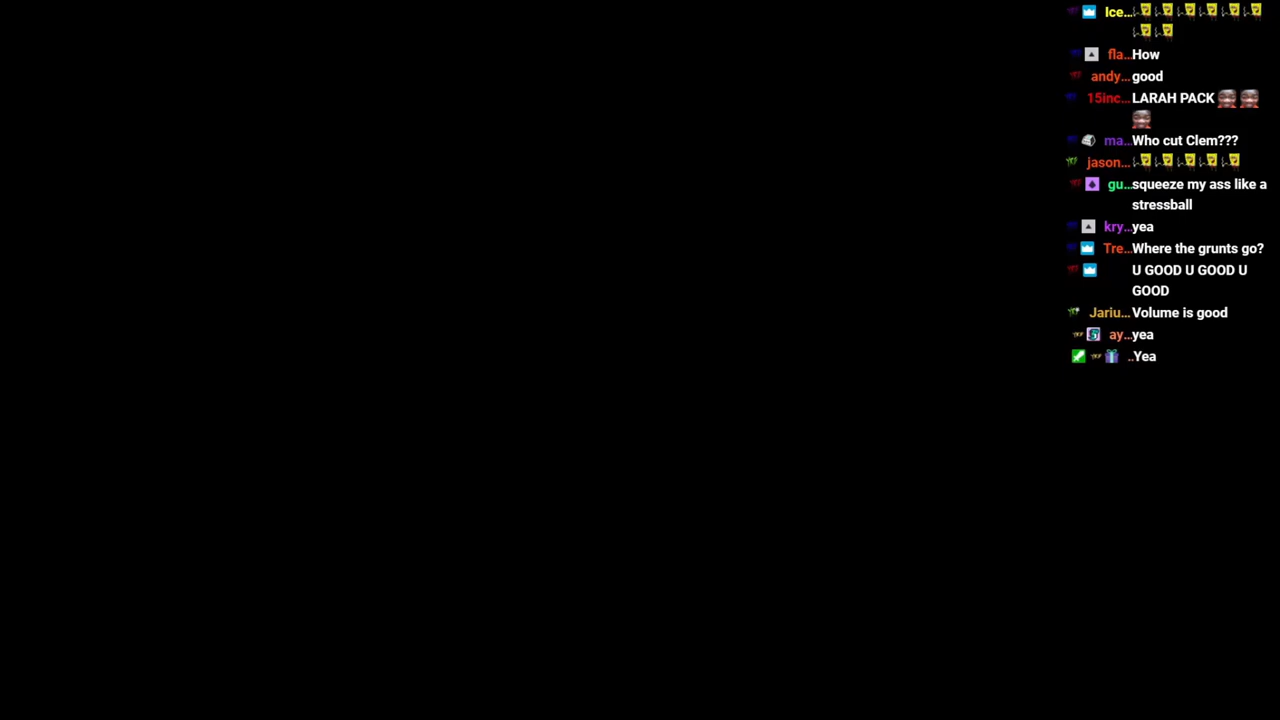 Ice...
fla...How
andy...good
15inc...LARAH PACK
ma...Who cut Clem???
jason...
gu...squeeze my ass like a
stressball
kry...yea
Tre...Where the grunts go?
U GOOD U GOOD U
GOOD
Jariu...Volume is good
ay...yea
..Yea